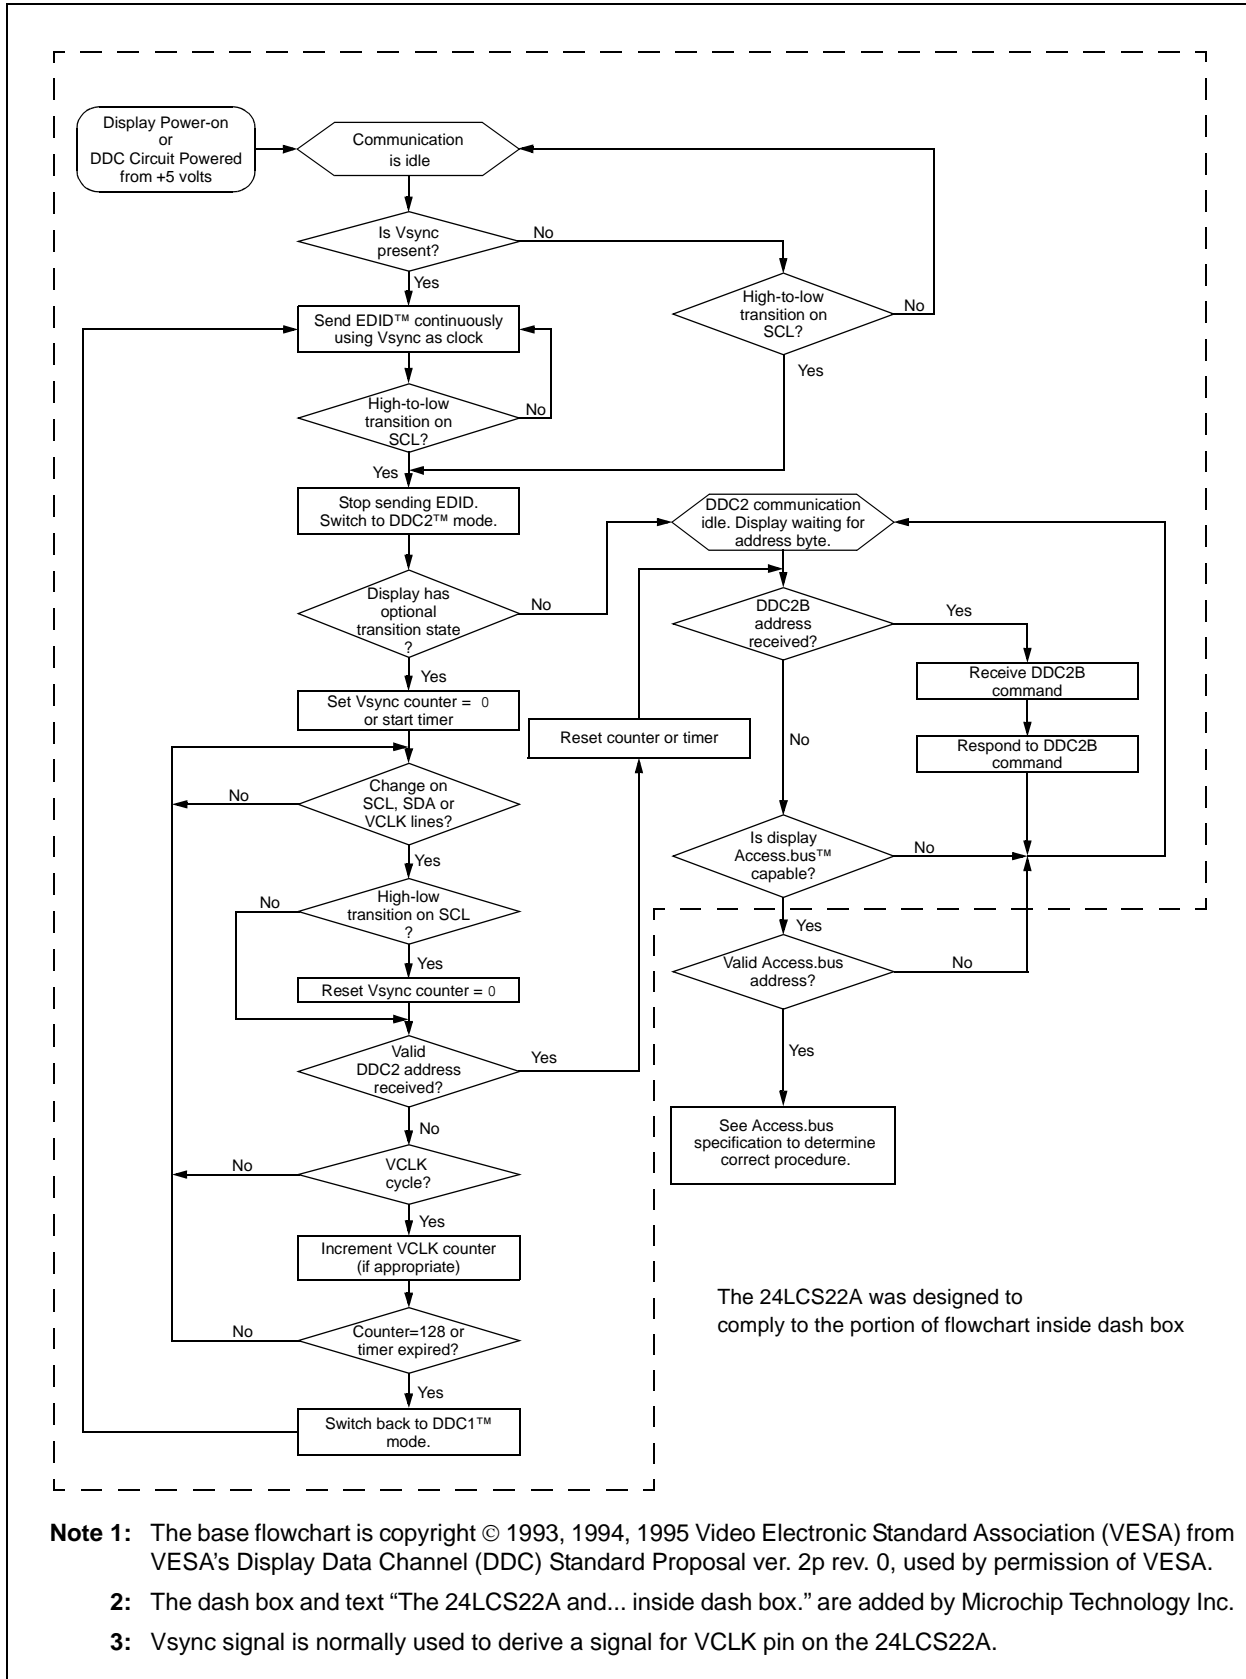 Display Power-on
or
DDC Circuit Powered
from +5 volts
Communication
is idle
Is Vsync
present?
No
Yes
High-to-low
transition on
SCL?
No
Yes
Send EDID™ continuously
using Vsync as clock
High-to-low
transition on
SCL?
No
Yes
Stop sending EDID.
Switch to DDC2™ mode.
DDC2 communication
idle. Display waiting for
address byte.
Display has
optional
transition state
?
No
Yes
DDC2B
address
received?
Yes
No
Receive DDC2B
command
Respond to DDC2B
command
Set Vsync counter = 0
or start timer
Reset counter or timer
Change on
SCL, SDA or
VCLK lines?
No
Yes
Is display
Access.bus™
capable?
No
Yes
High-low
transition on SCL
?
No
Yes
Reset Vsync counter = 0
Valid Access.bus
address?
No
Yes
Valid
DDC2 address
received?
Yes
No
See Access.bus
specification to determine
correct procedure.
VCLK
cycle?
No
Yes
Increment VCLK counter
(if appropriate)
Counter=128 or
timer expired?
No
Yes
Switch back to DDC1™
mode.
The 24LCS22A was designed to
comply to the portion of flowchart inside dash box
Note 1: The base flowchart is copyright © 1993, 1994, 1995 Video Electronic Standard Association (VESA) from
VESA's Display Data Channel (DDC) Standard Proposal ver. 2p rev. 0, used by permission of VESA.
2: The dash box and text “The 24LCS22A and... inside dash box.” are added by Microchip Technology Inc.
3: Vsync signal is normally used to derive a signal for VCLK pin on the 24LCS22A.